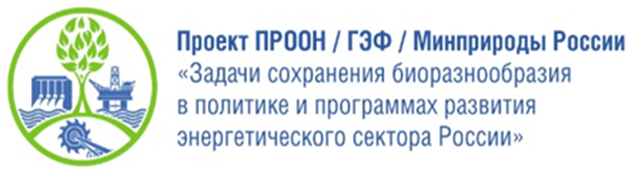 Проект ПРООН / ГЭФ / Минприроды России
«Задачи сохранения биоразнообразия
в политике и программах развития
энергетического сектора России»